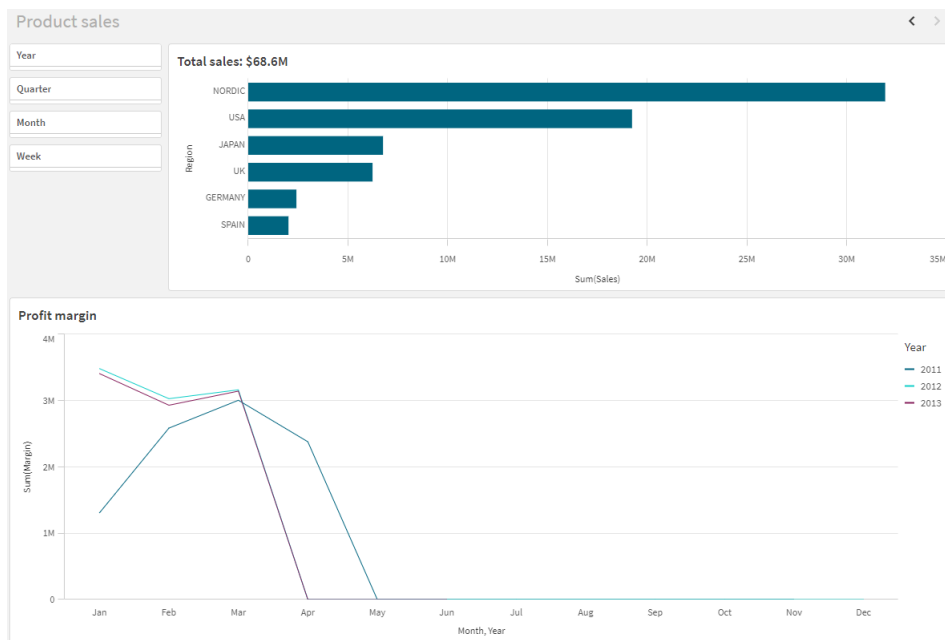 Product sales
Year
Quarter
Month
Week
Total sales: $68.6M
Region
NORDIC
USA
JAPAN
UK
GERMANY
SPAIN
0 5M 10M 15M 20M 25M 30M 35M
Sum(Sales)
Profit margin
Sum(Margin)
4M
3M
2M
1M
0
Jan Feb Mar Apr May Jun Jul Aug Sep Oct Nov Dec
Month, Year
Year
2011
2012
2013